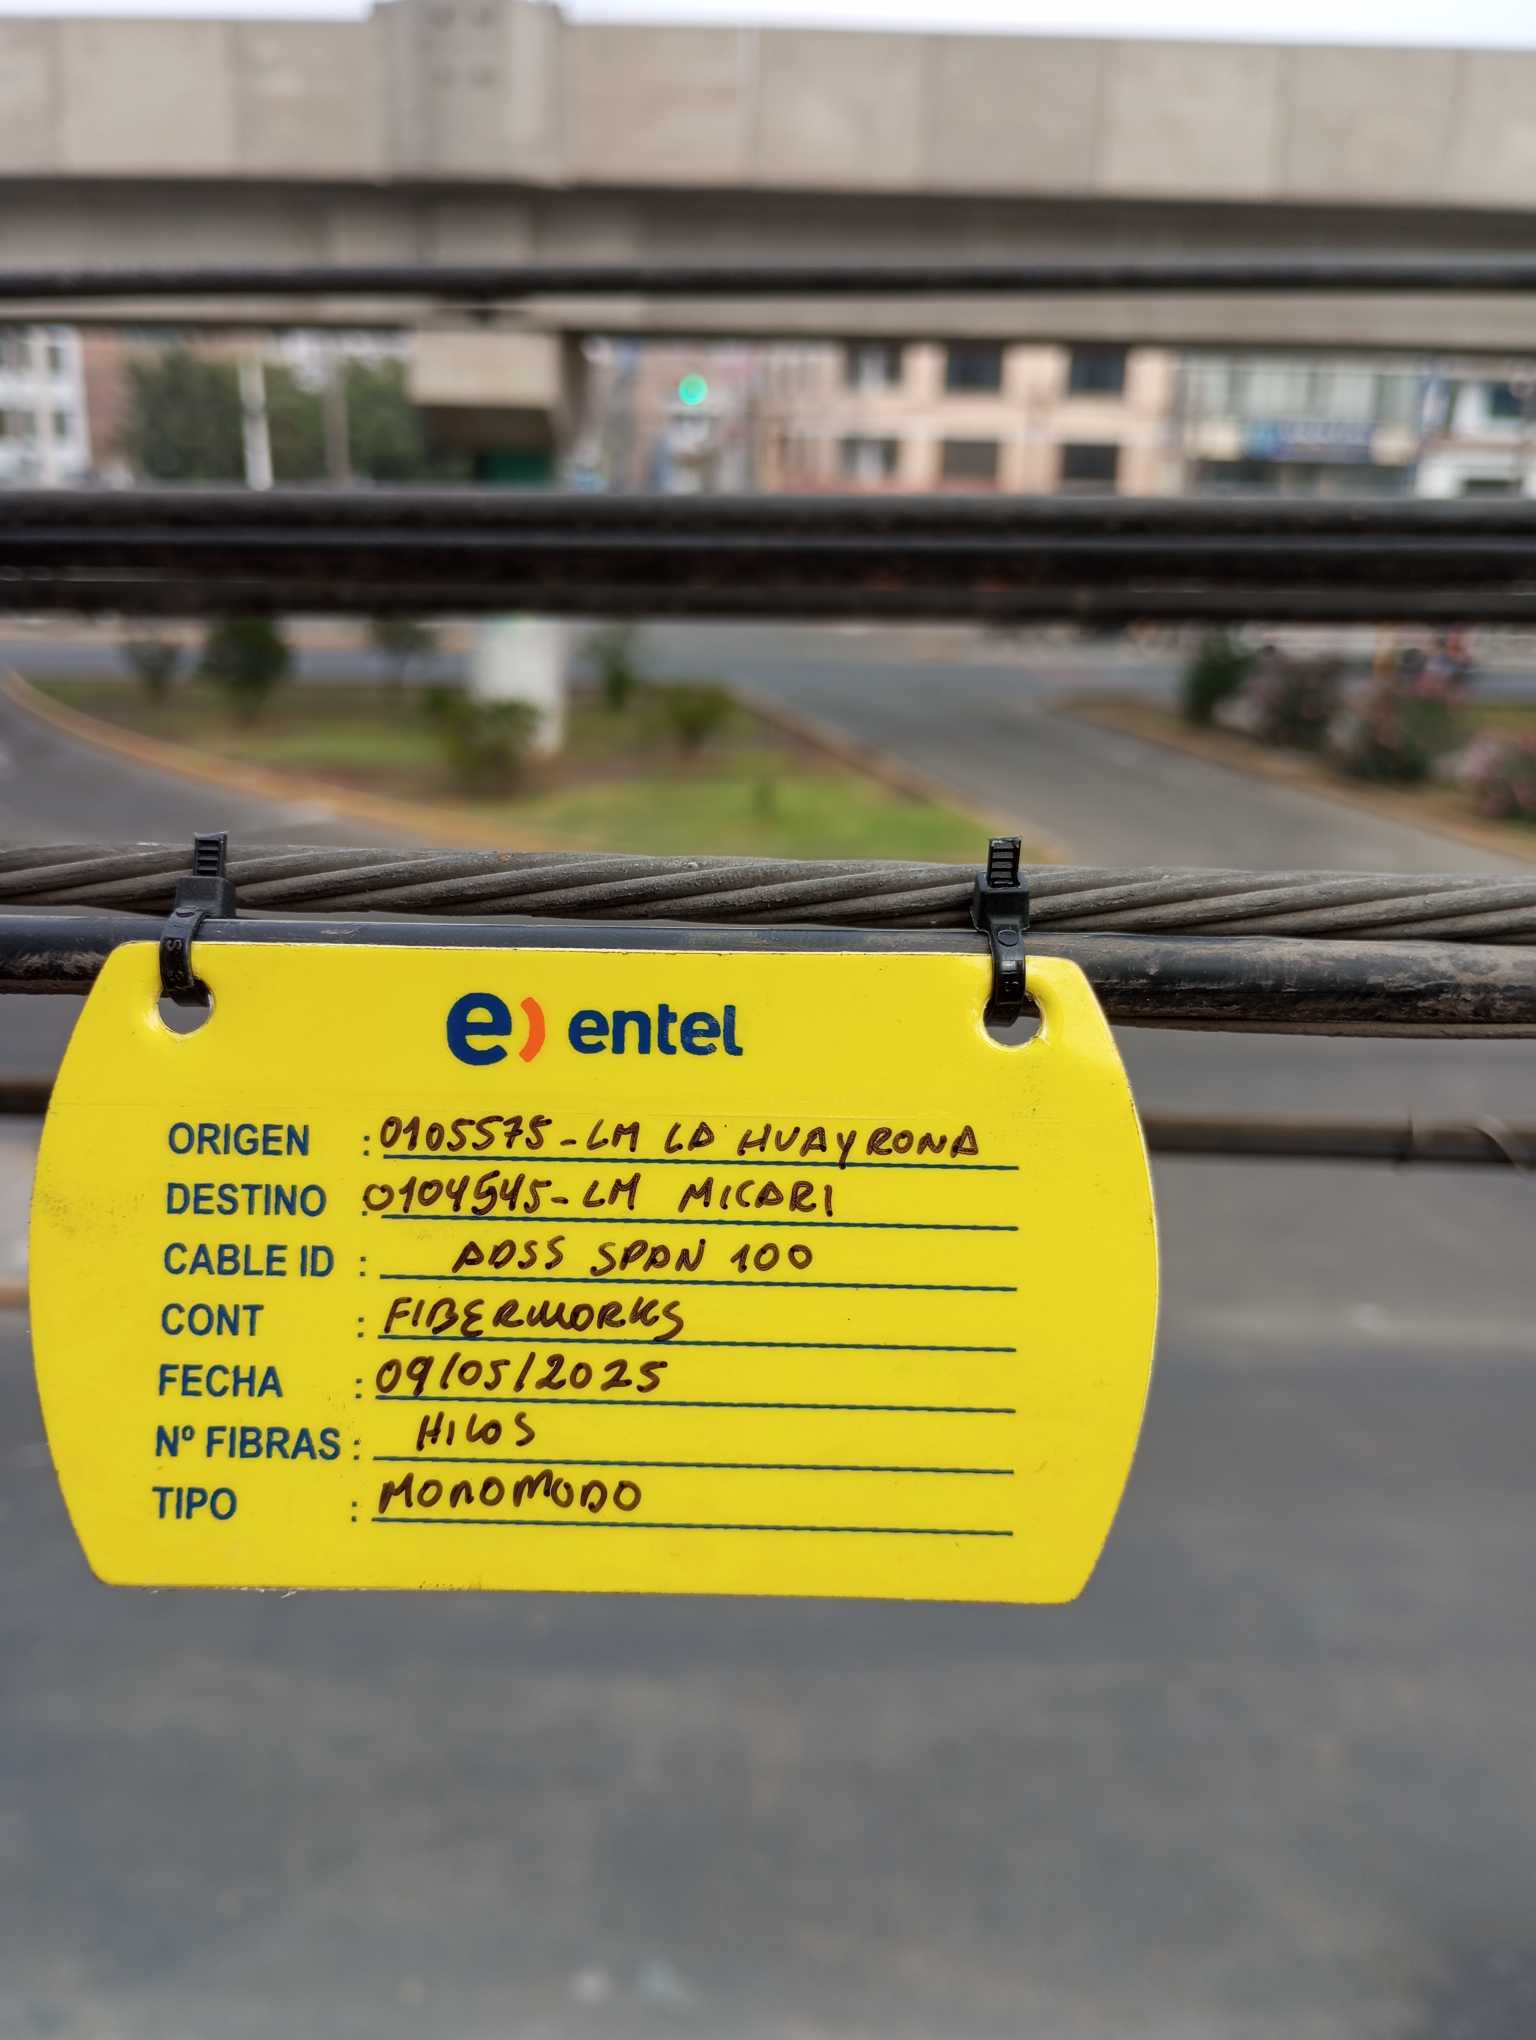 e) entel
ORIGEN : 0105575-LM LA HUAYRONA
DESTINO : 0104545-LM MICARI
CABLE ID : ADSS SPAN 100
CONT : FIBERWORKS
FECHA : 09/05/2025
Nº FIBRAS : HILOS
TIPO : MONOMODO